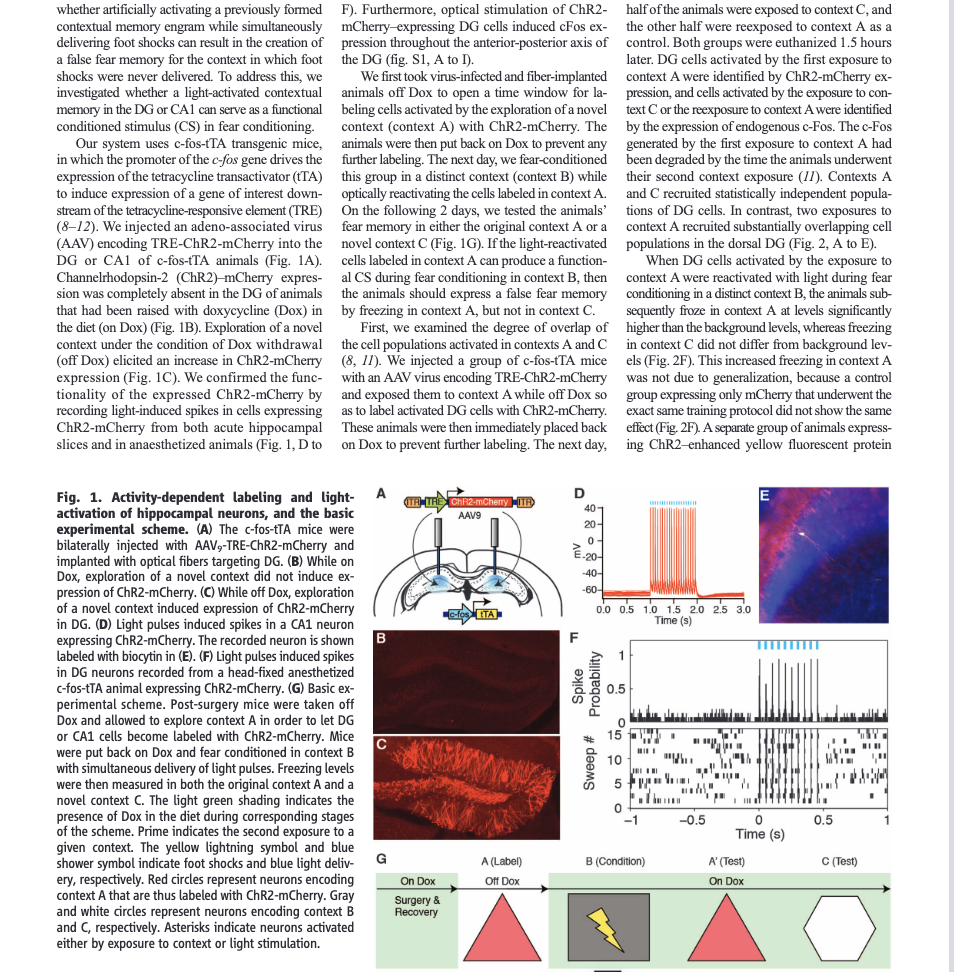 whether artificially activating a previously formed
contextual memory engram while simultaneously
delivering foot shocks can result in the creation of
a false fear memory for the context in which foot
shocks were never delivered. To address this, we
investigated whether a light-activated contextual
memory in the DG or CA1 can serve as a functional
conditioned stimulus (CS) in fear conditioning.
Our system uses c-fos-tTA transgenic mice,
in which the promoter of the c-fos gene drives the
expression of the tetracycline transactivator (tTA)
to induce expression of a gene of interest down-
stream of the tetracycline-responsive element (TRE)
(8–12). We injected an adeno-associated virus
(AAV) encoding TRE-ChR2-mCherry into the
DG or CA1 of c-fos-tTA animals (Fig. 1A).
Channelrhodopsin-2 (ChR2)–mCherry expres-
sion was completely absent in the DG of animals
that had been raised with doxycycline (Dox) in
the diet (on Dox) (Fig. 1B). Exploration of a novel
context under the condition of Dox withdrawal
(off Dox) elicited an increase in ChR2-mCherry
expression (Fig. 1C). We confirmed the func-
tionality of the expressed ChR2-mCherry by
recording light-induced spikes in cells expressing
ChR2-mCherry from both acute hippocampal
slices and in anaesthetized animals (Fig. 1, D to
F). Furthermore, optical stimulation of ChR2-
mCherry–expressing DG cells induced cFos ex-
pression throughout the anterior-posterior axis of
the DG (fig. S1, A to I).
We first took virus-infected and fiber-implanted
animals off Dox to open a time window for la-
beling cells activated by the exploration of a novel
context (context A) with ChR2-mCherry. The
animals were then put back on Dox to prevent any
further labeling. The next day, we fear-conditioned
this group in a distinct context (context B) while
optically reactivating the cells labeled in context A.
On the following 2 days, we tested the animals’
fear memory in either the original context A or a
novel context C (Fig. 1G). If the light-reactivated
cells labeled in context A can produce a function-
al CS during fear conditioning in context B, then
the animals should express a false fear memory
by freezing in context A, but not in context C.
First, we examined the degree of overlap of
the cell populations activated in contexts A and C
(8, 11). We injected a group of c-fos-tTA mice
with an AAV virus encoding TRE-ChR2-mCherry
and exposed them to context A while off Dox so
as to label activated DG cells with ChR2-mCherry.
These animals were then immediately placed back
on Dox to prevent further labeling. The next day,
half of the animals were exposed to context C, and
the other half were reexposed to context A as a
control. Both groups were euthanized 1.5 hours
later. DG cells activated by the first exposure to
context A were identified by ChR2-mCherry ex-
pression, and cells activated by the exposure to con-
text C or the reexposure to context A were identified
by the expression of endogenous c-Fos. The c-Fos
generated by the first exposure to context A had
been degraded by the time the animals underwent
their second context exposure (11). Contexts A
and C recruited statistically independent popula-
tions of DG cells. In contrast, two exposures to
context A recruited substantially overlapping cell
populations in the dorsal DG (Fig. 2, A to E).
When DG cells activated by the exposure to
context A were reactivated with light during fear
conditioning in a distinct context B, the animals sub-
sequently froze in context A at levels significantly
higher than the background levels, whereas freezing
in context C did not differ from background lev-
els (Fig. 2F). This increased freezing in context A
was not due to generalization, because a control
group expressing only mCherry that underwent the
exact same training protocol did not show the same
effect (Fig. 2F). A separate group of animals express-
ing ChR2–enhanced yellow fluorescent protein
Fig. 1. Activity-dependent labeling and light-
activation of hippocampal neurons, and the basic
experimental scheme. (A) The c-fos-tTA mice were
bilaterally injected with AAV9-TRE-ChR2-mCherry and
implanted with optical fibers targeting DG. (B) While on
Dox, exploration of a novel context did not induce ex-
pression of ChR2-mCherry. (C) While off Dox, exploration
of a novel context induced expression of ChR2-mCherry
in DG. (D) Light pulses induced spikes in a CA1 neuron
expressing ChR2-mCherry. The recorded neuron is shown
labeled with biocytin in (E). (F) Light pulses induced spikes
in DG neurons recorded from a head-fixed anesthetized
c-fos-tTA animal expressing ChR2-mCherry. (G) Basic ex-
perimental scheme. Post-surgery mice were taken off
Dox and allowed to explore context A in order to let DG
or CA1 cells become labeled with ChR2-mCherry. Mice
were put back on Dox and fear conditioned in context B
with simultaneous delivery of light pulses. Freezing levels
were then measured in both the original context A and a
novel context C. The light green shading indicates the
presence of Dox in the diet during corresponding stages
of the scheme. Prime indicates the second exposure to a
given context. The yellow lightning symbol and blue
shower symbol indicate foot shocks and blue light deliv-
ery, respectively. Red circles represent neurons encoding
context A that are thus labeled with ChR2-mCherry. Gray
and white circles represent neurons encoding context B
and C, respectively. Asterisks indicate neurons activated
either by exposure to context or light stimulation.
A
ITR TRE ChR2-mCherry ITR
AAV9
c-fos tTA
B
C
D
40
20
0
-20
-40
-60
mV
0.0 0.5 1.0 1.5 2.0 2.5 3.0
Time (s)
E
F
1
0.5
0
Spike
Probability
15
10
5
0
Sweep #
−1 −0.5 0 0.5 1
Time (s)
G
A (Label) B (Condition) A' (Test) C (Test)
On Dox Off Dox On Dox
Surgery &
Recovery